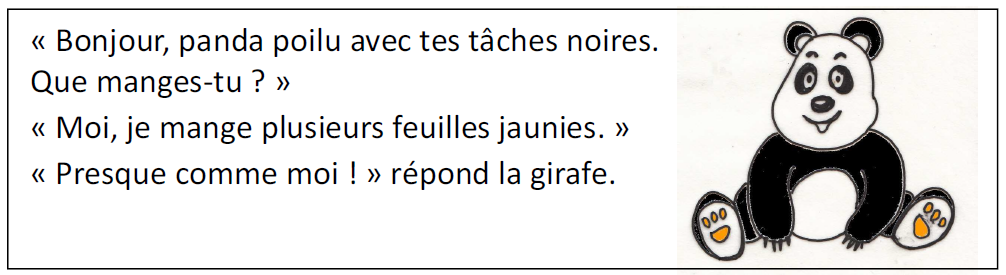 « Bonjour, panda poilu avec tes tâches noires.
Que manges-tu ? »
« Moi, je mange plusieurs feuilles jaunies. »
« Presque comme moi ! » répond la girafe.